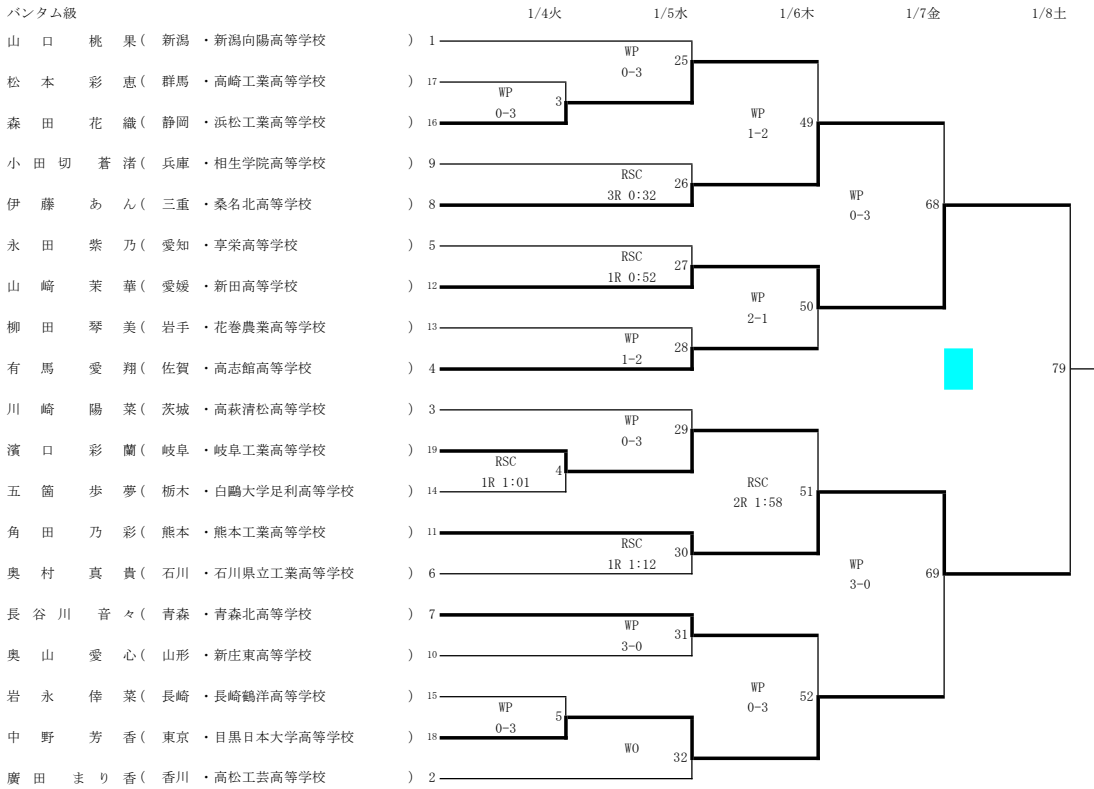 バンタム級 1/4火 1/5水 1/6木 1/7金 1/8土
山口 桃果( 新潟 ・新潟向陽高等学校 ) 1
WP 25
0-3
松本 彩恵( 群馬 ・高崎工業高等学校 ) 17
WP 3
0-3
森田 花織( 静岡 ・浜松工業高等学校 ) 16
WP 49
1-2
小田切 蒼渚( 兵庫 ・相生学院高等学校 ) 9
RSC 26
3R 0:32
伊藤 あん( 三重 ・桑名北高等学校 ) 8
WP 68
0-3
永田 紫乃( 愛知 ・享栄高等学校 ) 5
RSC 27
1R 0:52
山﨑 茉華( 愛媛 ・新田高等学校 ) 12
WP 50
2-1
柳田 琴美( 岩手 ・花巻農業高等学校 ) 13
WP 28
1-2
有馬 愛翔( 佐賀 ・高志館高等学校 ) 4
79
川崎 陽菜( 茨城 ・高萩清松高等学校 ) 3
WP 29
0-3
濱口 彩蘭( 岐阜 ・岐阜工業高等学校 ) 19
RSC 4
1R 1:01
五箇 歩夢( 栃木 ・白鷗大学足利高等学校 ) 14
RSC 51
2R 1:58
角田 乃彩( 熊本 ・熊本工業高等学校 ) 11
RSC 30
1R 1:12
奥村 真貴( 石川 ・石川県立工業高等学校 ) 6
WP 69
3-0
長谷川 音々( 青森 ・青森北高等学校 ) 7
WP 31
3-0
奥山 愛心( 山形 ・新庄東高等学校 ) 10
WP 52
0-3
岩永 倖菜( 長崎 ・長崎鶴洋高等学校 ) 15
WP 5
0-3
中野 芳香( 東京 ・目黒日本大学高等学校 ) 18
WO 32
廣田 まり香( 香川 ・高松工芸高等学校 ) 2